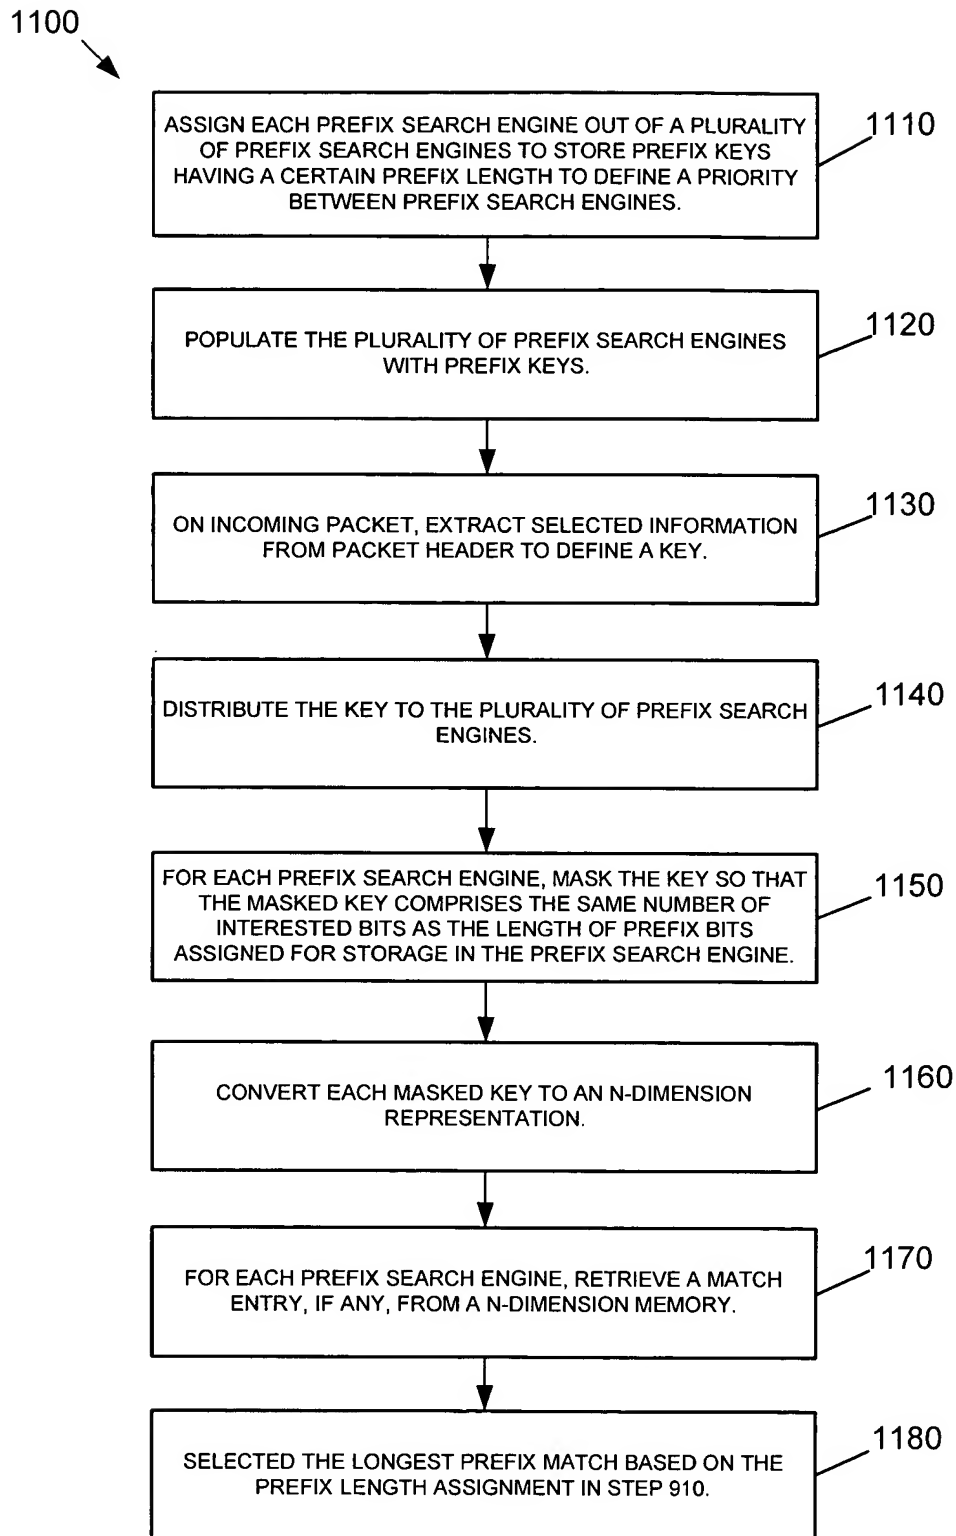 1100
ASSIGN EACH PREFIX SEARCH ENGINE OUT OF A PLURALITY
OF PREFIX SEARCH ENGINES TO STORE PREFIX KEYS
HAVING A CERTAIN PREFIX LENGTH TO DEFINE A PRIORITY
BETWEEN PREFIX SEARCH ENGINES.
1110
POPULATE THE PLURALITY OF PREFIX SEARCH ENGINES
WITH PREFIX KEYS.
1120
ON INCOMING PACKET, EXTRACT SELECTED INFORMATION
FROM PACKET HEADER TO DEFINE A KEY.
1130
DISTRIBUTE THE KEY TO THE PLURALITY OF PREFIX SEARCH
ENGINES.
1140
FOR EACH PREFIX SEARCH ENGINE, MASK THE KEY SO THAT
THE MASKED KEY COMPRISES THE SAME NUMBER OF
INTERESTED BITS AS THE LENGTH OF PREFIX BITS
ASSIGNED FOR STORAGE IN THE PREFIX SEARCH ENGINE.
1150
CONVERT EACH MASKED KEY TO AN N-DIMENSION
REPRESENTATION.
1160
FOR EACH PREFIX SEARCH ENGINE, RETRIEVE A MATCH
ENTRY, IF ANY, FROM A N-DIMENSION MEMORY.
1170
SELECTED THE LONGEST PREFIX MATCH BASED ON THE
PREFIX LENGTH ASSIGNMENT IN STEP 910.
1180